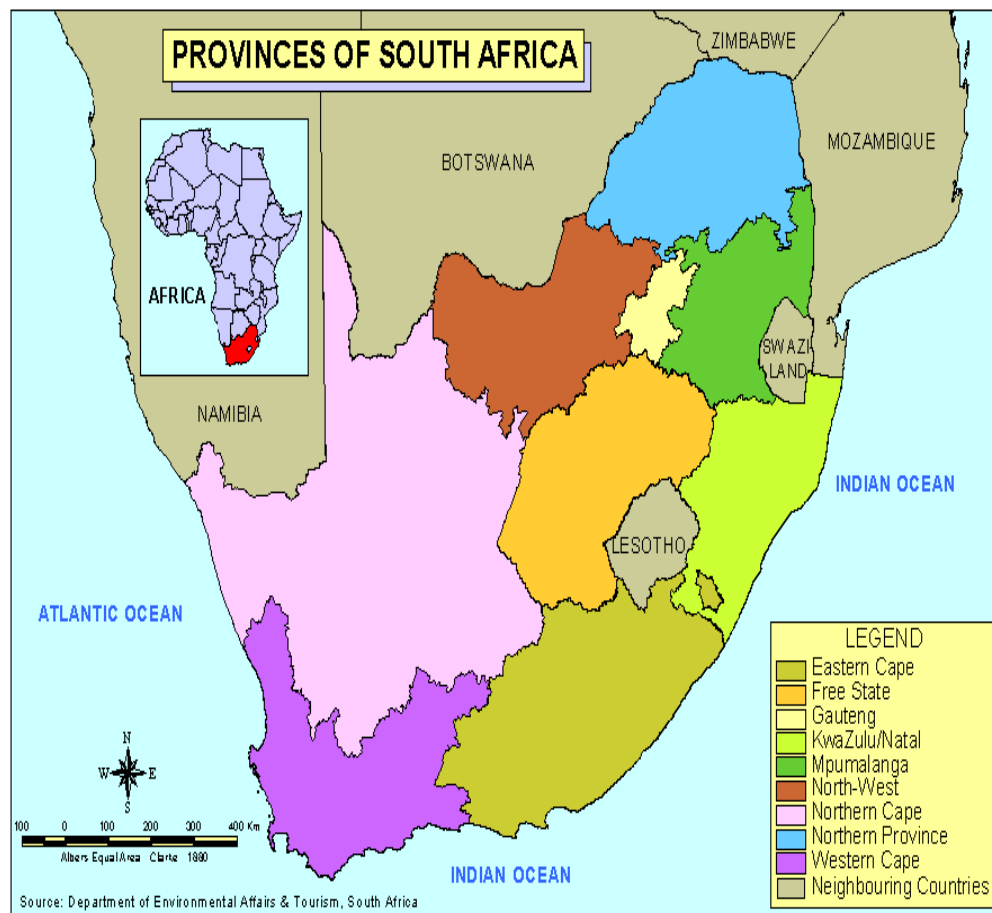 PROVINCES OF SOUTH AFRICA
ZIMBABWE
MOZAMBIQUE
BOTSWANA
AFRICA
SWAZI
LAND
NAMIBIA
INDIAN OCEAN
LESOTHO
ATLANTIC OCEAN
LEGEND
Eastern Cape
Free State
Gauteng
KwaZulu/Natal
Mpumalanga
North-West
Northern Cape
Northern Province
Western Cape
Neighbouring Countries
N
W E
S
100 0 100 200 300 400 Km
Albers Equal Area Clarke 1880
INDIAN OCEAN
Source: Department of Environmental Affairs & Tourism, South Africa